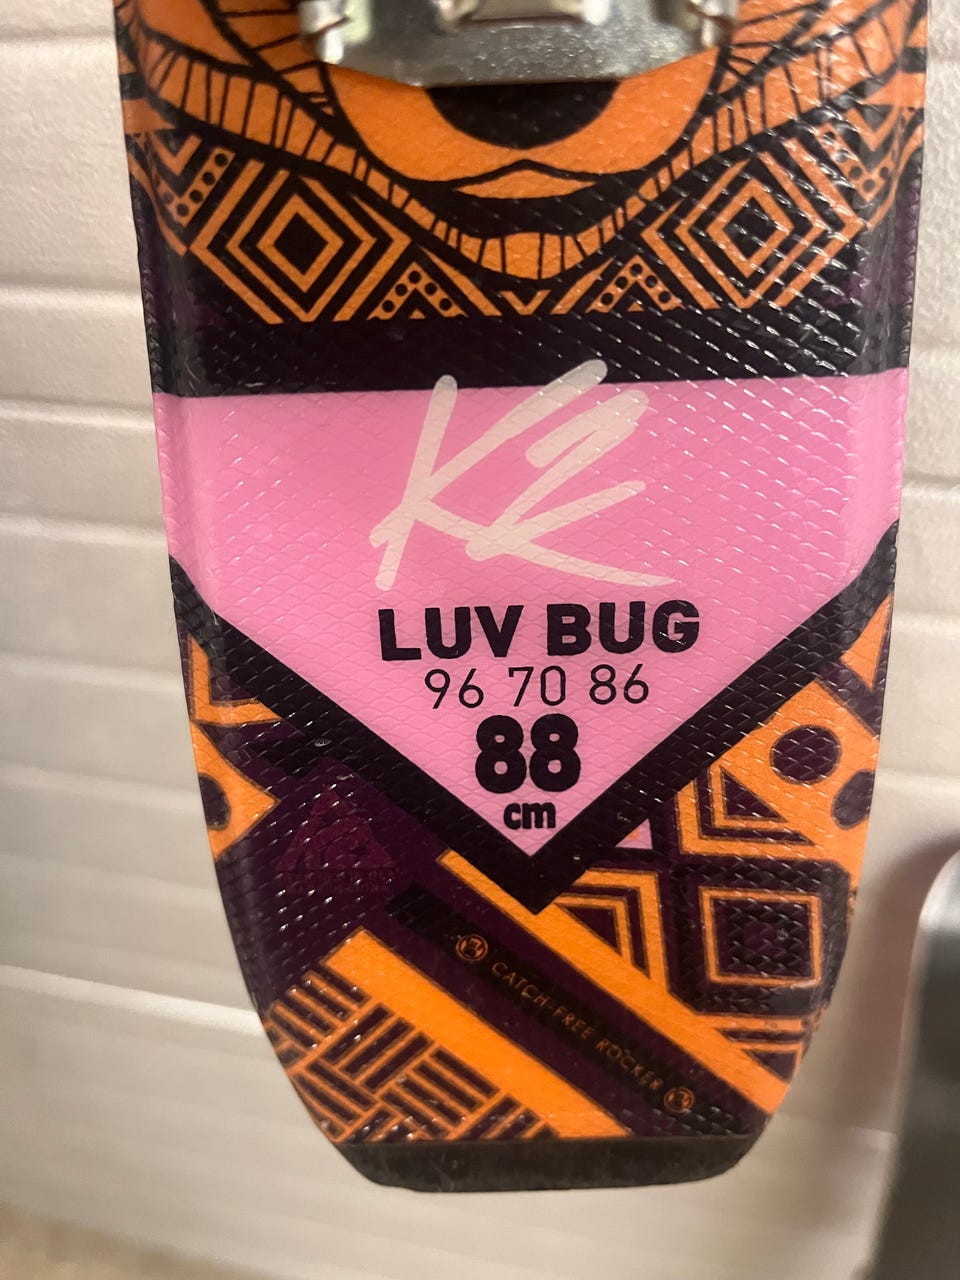 K2
LUV BUG
96 70 86
88
cm
CATCH-FREE ROCKER